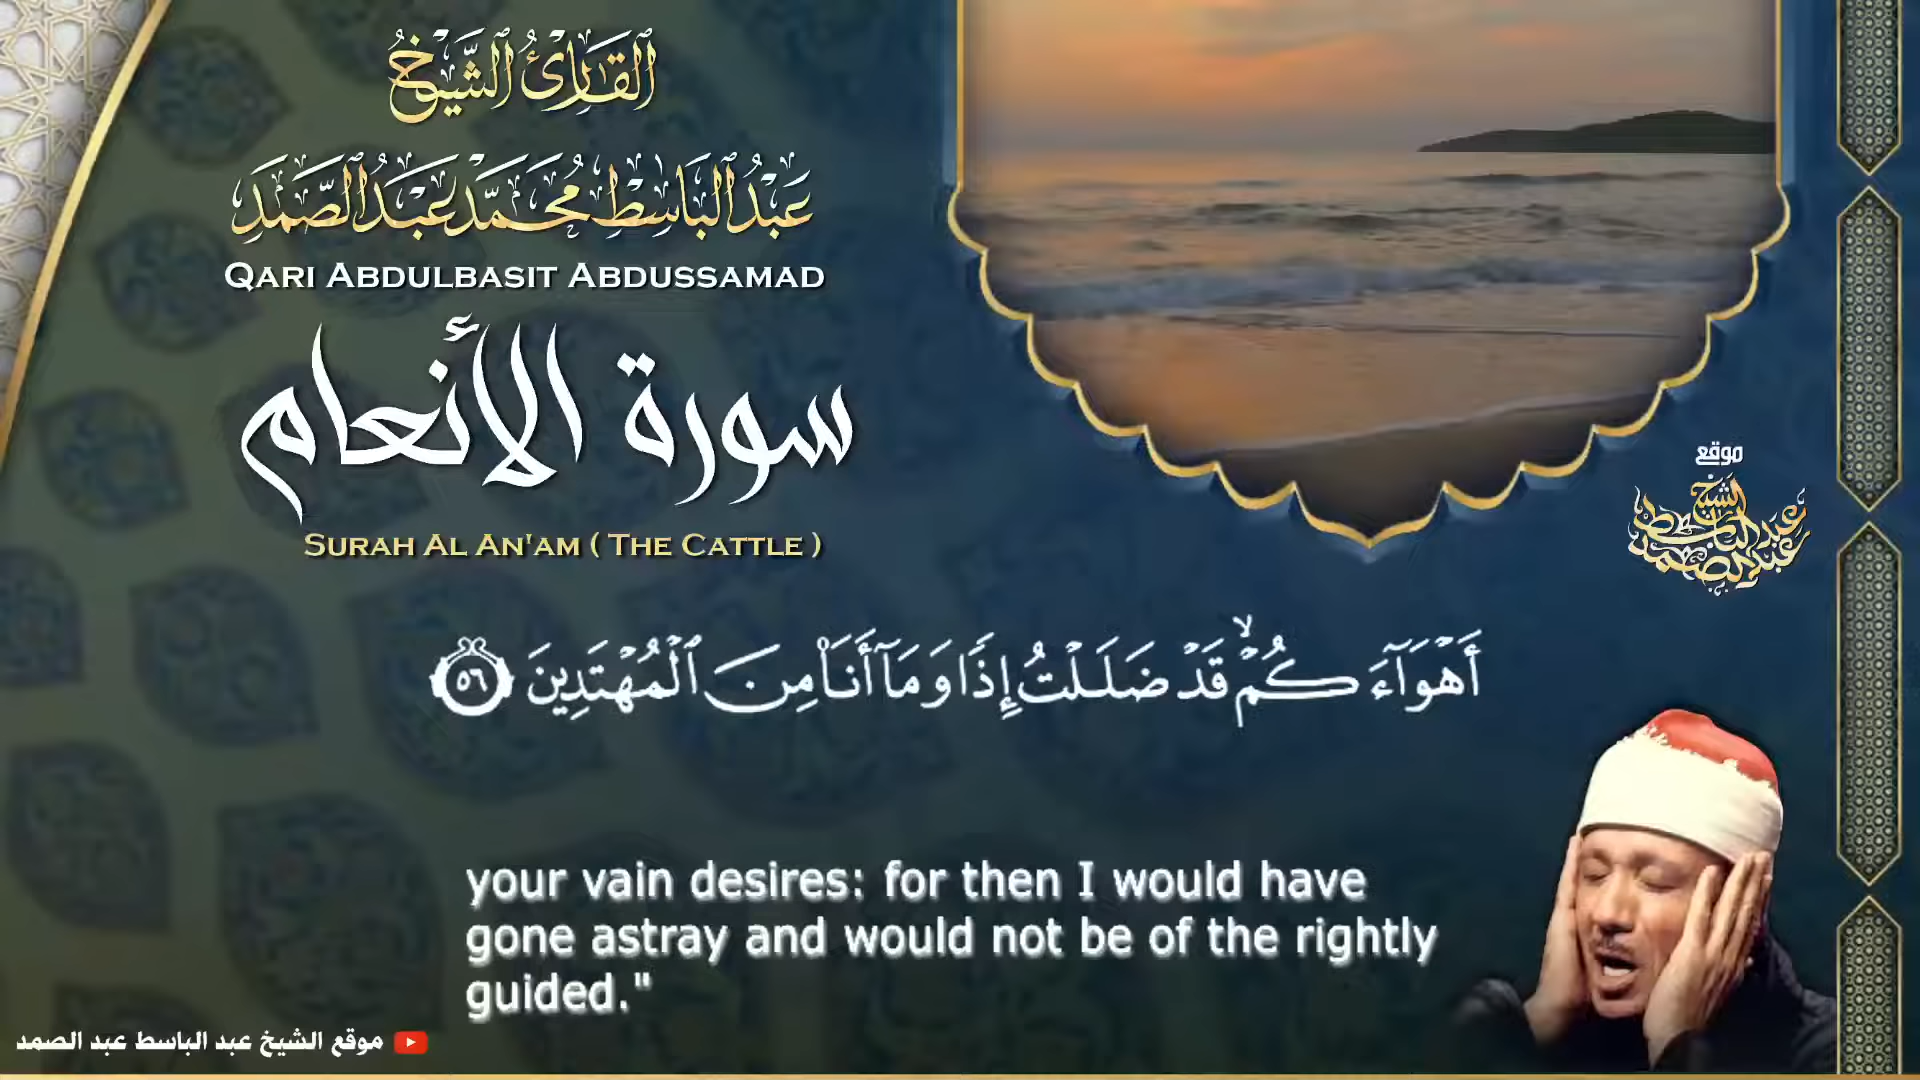 القارئ الشيخ
عبد الباسط محمد عبد الصمد
QARI ABDULBASIT ABDUSSAMAD
سورة الأنعام
SURAH AL AN'AM ( THE CATTLE )
موقع
الشيخ
عبد الباسط
عبد الصمد
أَهْوَآءَكُمْ ۙ قَدْ ضَلَلْتُ إِذًا وَمَآ أَنَا۠ مِنَ ٱلْمُهْتَدِينَ ٥٦
your vain desires: for then I would have
gone astray and would not be of the rightly
guided."
موقع الشيخ عبد الباسط عبد الصمد